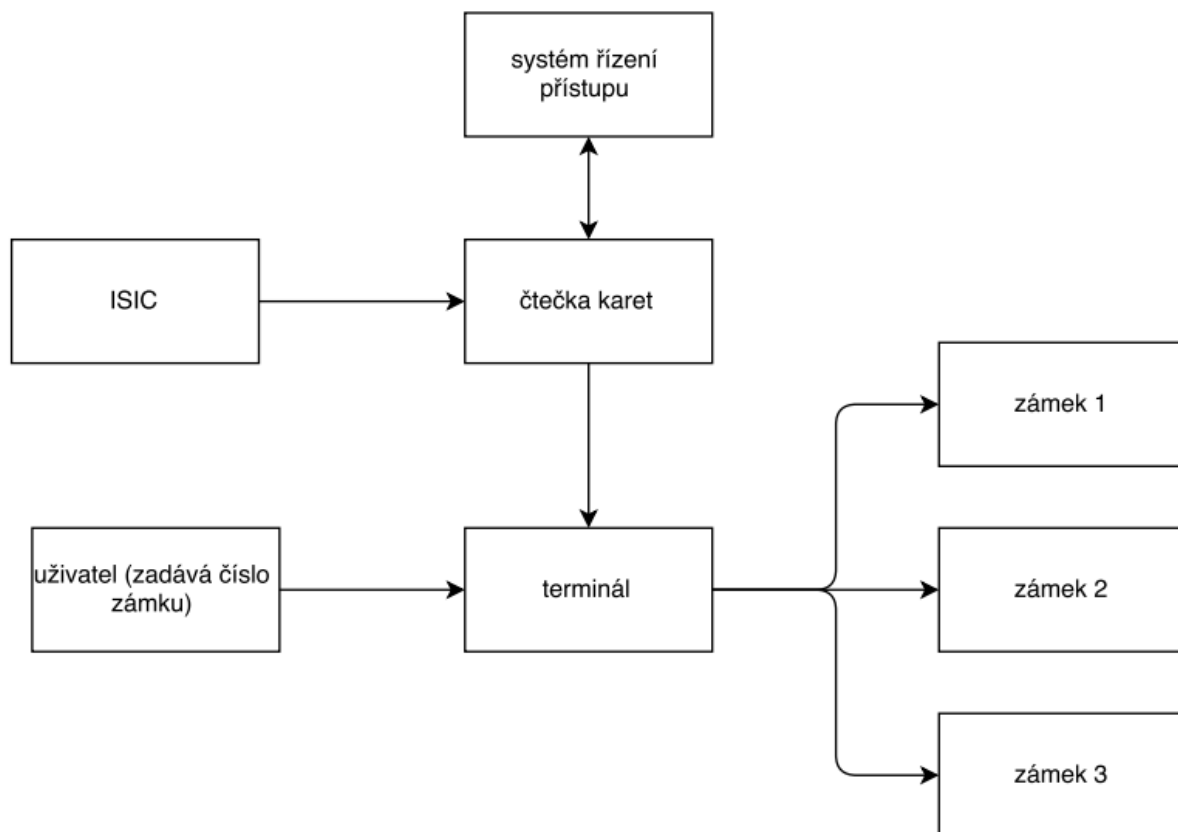 systém řízení
přístupu
ISIC
čtečka karet
zámek 1
uživatel (zadává číslo
zámku)
terminál
zámek 2
zámek 3